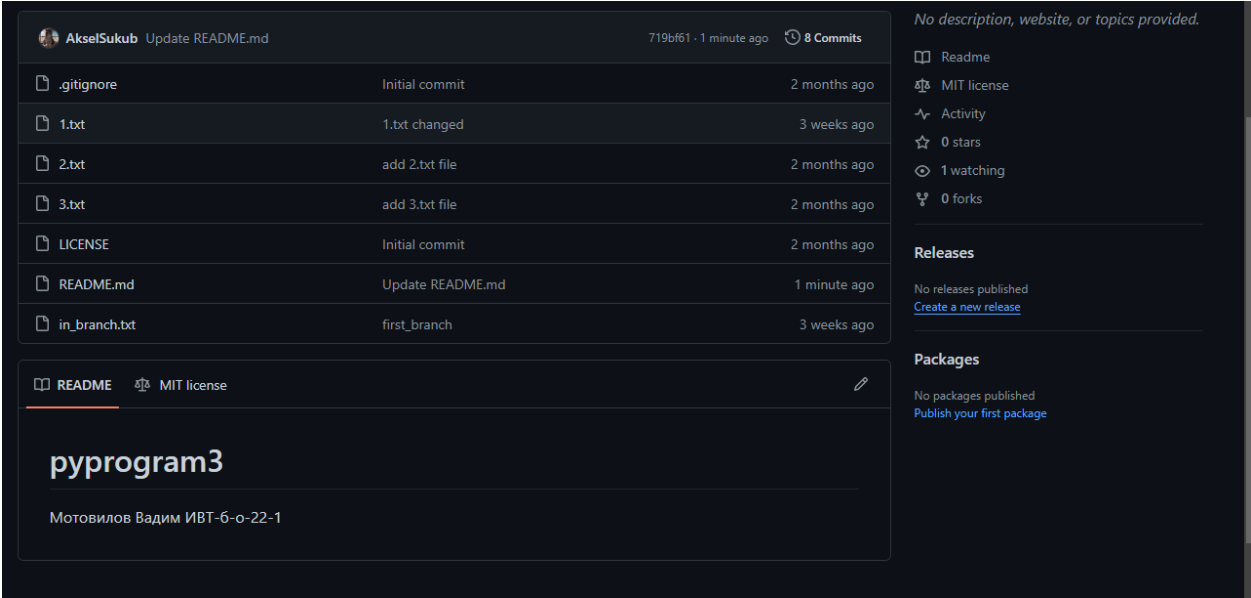 AkselSukub Update README.md 719bf61 · 1 minute ago 8 Commits
.gitignore Initial commit 2 months ago
1.txt 1.txt changed 3 weeks ago
2.txt add 2.txt file 2 months ago
3.txt add 3.txt file 2 months ago
LICENSE Initial commit 2 months ago
README.md Update README.md 1 minute ago
in_branch.txt first_branch 3 weeks ago
README MIT license
pyprogram3
Мотовилов Вадим ИВТ-б-о-22-1
No description, website, or topics provided.
Readme
MIT license
Activity
0 stars
1 watching
0 forks
Releases
No releases published
Create a new release
Packages
No packages published
Publish your first package